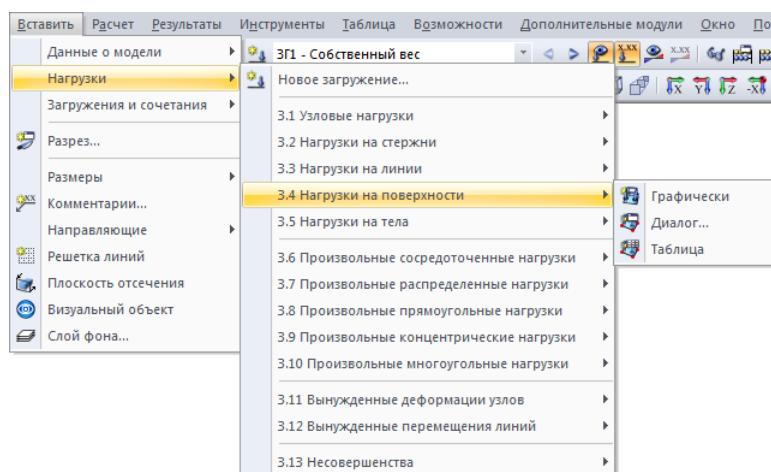 Вставить Расчет Результаты Инструменты Таблица Возможности Дополнительные модули Окно
Данные о модели
ЗГ1 - Собственный вес
x.xx
x.xx
Нагрузки
Новое загружение...
Загружения и сочетания
3.1 Узловые нагрузки
Разрез...
3.2 Нагрузки на стержни
3.3 Нагрузки на линии
Размеры
3.4 Нагрузки на поверхности
Графически
Комментарии...
Направляющие
3.5 Нагрузки на тела
Диалог...
Таблица
Решетка линий
3.6 Произвольные сосредоточенные нагрузки
Плоскость отсечения
3.7 Произвольные распределенные нагрузки
Визуальный объект
3.8 Произвольные прямоугольные нагрузки
Слой фона...
3.9 Произвольные концентрические нагрузки
3.10 Произвольные многоугольные нагрузки
3.11 Вынужденные деформации узлов
3.12 Вынужденные перемещения линий
3.13 Несовершенства